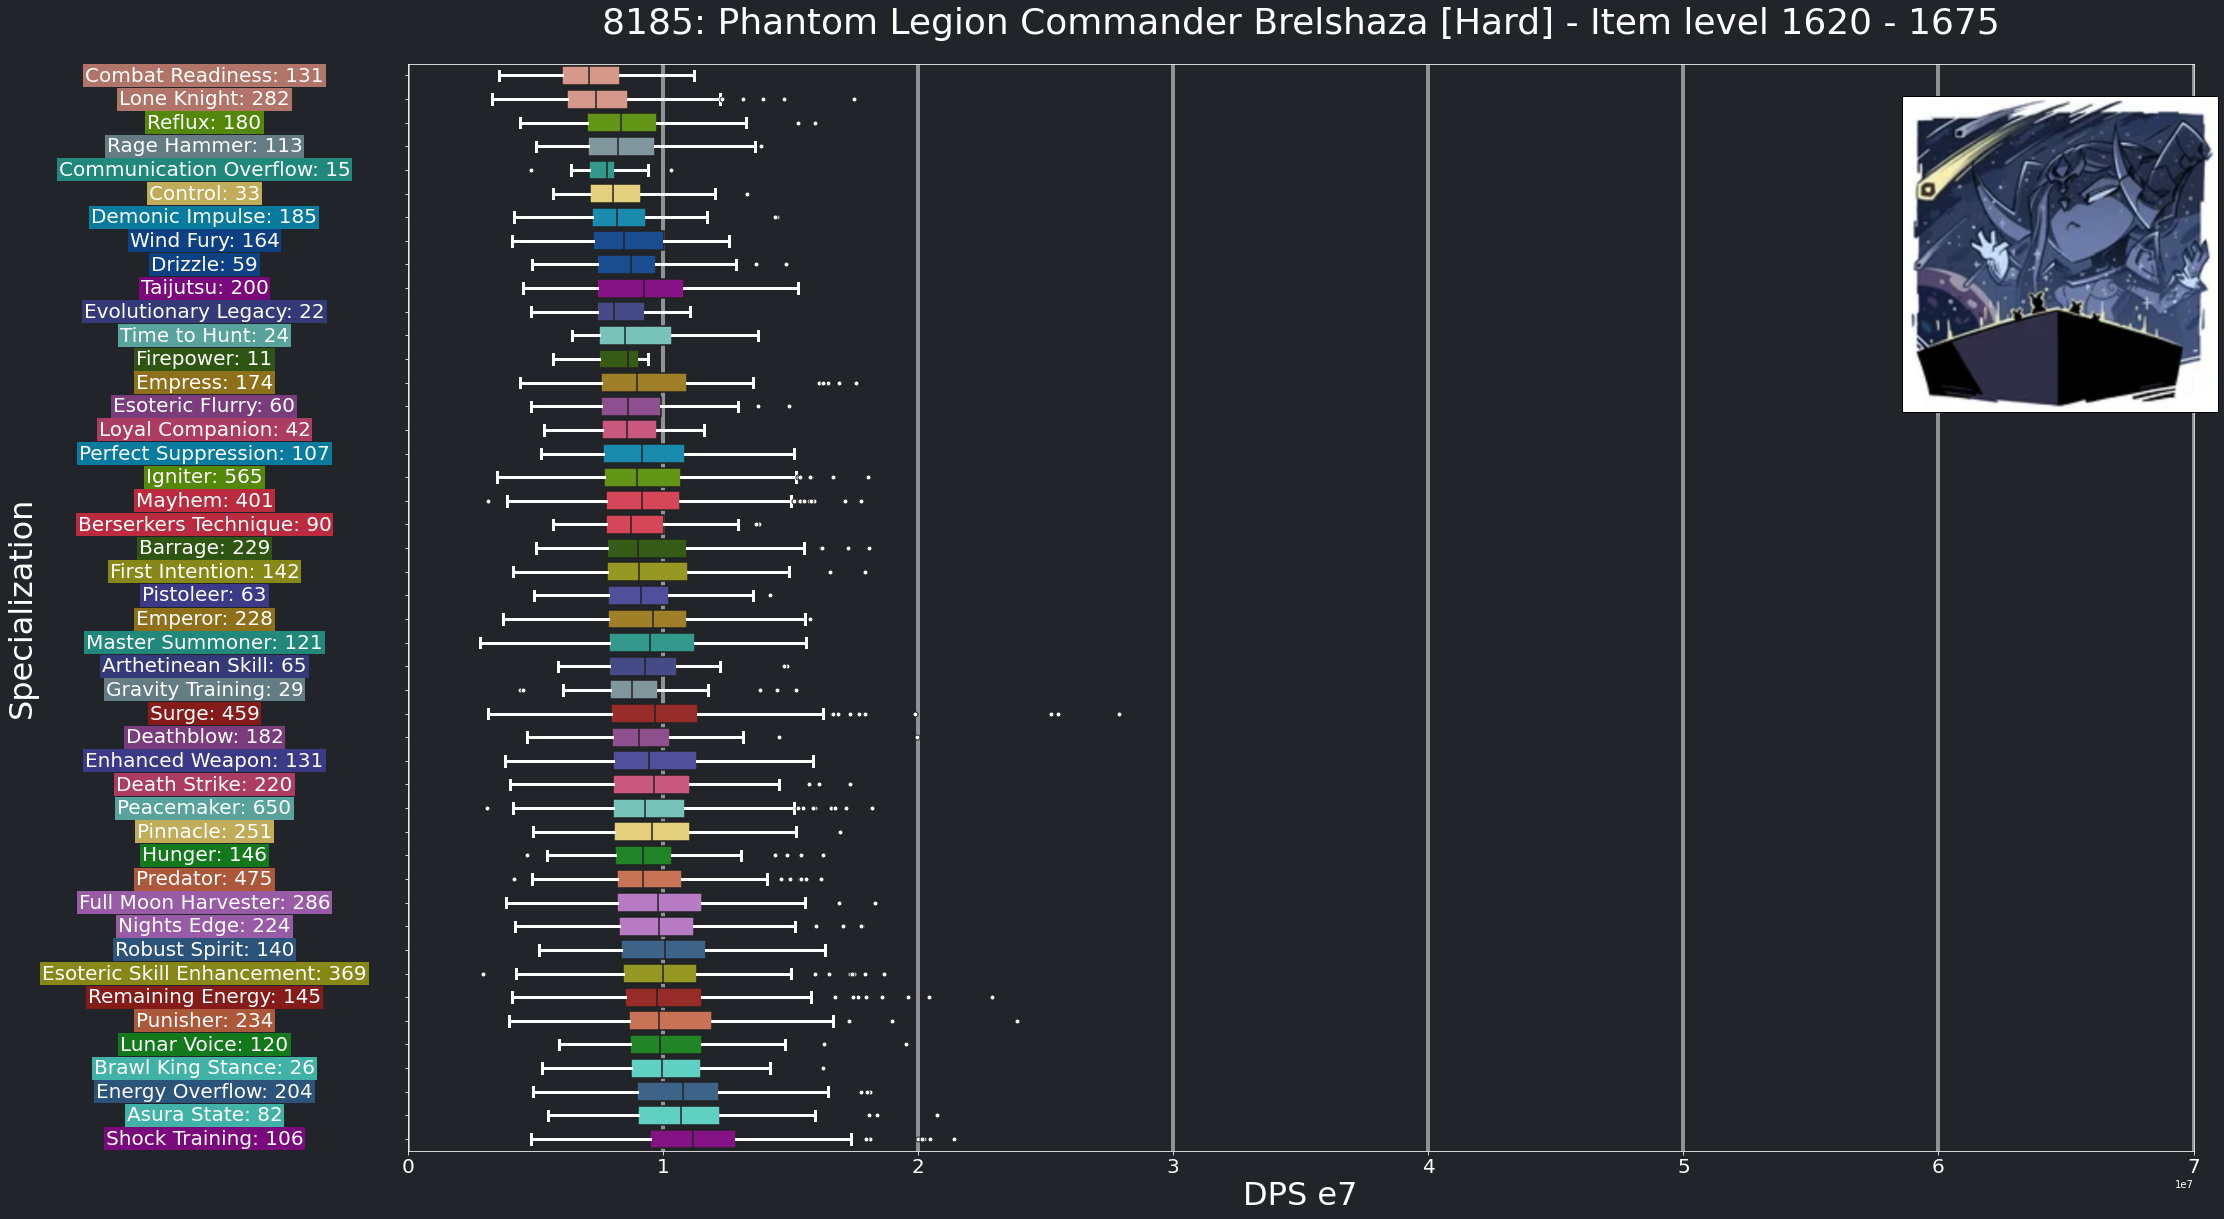 8185: Phantom Legion Commander Brelshaza [Hard] - Item level 1620 - 1675
Specialization
Combat Readiness: 131
Lone Knight: 282
Reflux: 180
Rage Hammer: 113
Communication Overflow: 15
Control: 33
Demonic Impulse: 185
Wind Fury: 164
Drizzle: 59
Taijutsu: 200
Evolutionary Legacy: 22
Time to Hunt: 24
Firepower: 11
Empress: 174
Esoteric Flurry: 60
Loyal Companion: 42
Perfect Suppression: 107
Igniter: 565
Mayhem: 401
Berserkers Technique: 90
Barrage: 229
First Intention: 142
Pistoleer: 63
Emperor: 228
Master Summoner: 121
Arthetinean Skill: 65
Gravity Training: 29
Surge: 459
Deathblow: 182
Enhanced Weapon: 131
Death Strike: 220
Peacemaker: 650
Pinnacle: 251
Hunger: 146
Predator: 475
Full Moon Harvester: 286
Nights Edge: 224
Robust Spirit: 140
Esoteric Skill Enhancement: 369
Remaining Energy: 145
Punisher: 234
Lunar Voice: 120
Brawl King Stance: 26
Energy Overflow: 204
Asura State: 82
Shock Training: 106
0 1 2 3 4 5 6 7
1e7
DPS e7